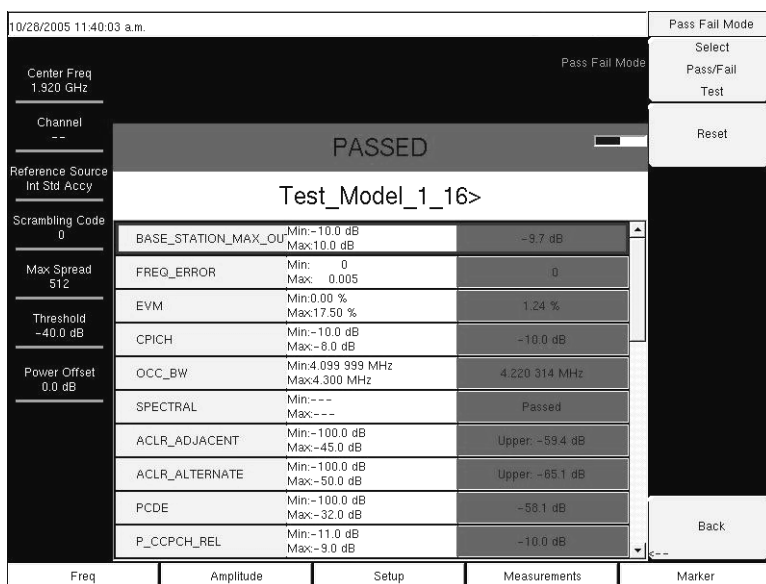 10/28/2005 11:40:03 a.m.
Pass Fail Mode
Select
Pass/Fail
Test
Reset
Back
<--
Pass Fail Mode
Center Freq
1.920 GHz
Channel
--
Reference Source
Int Std Accy
Scrambling Code
0
Max Spread
512
Threshold
-40.0 dB
Power Offset
0.0 dB
PASSED
Test_Model_1_16>
BASE_STATION_MAX_OU Min:-10.0 dB -9.7 dB
Max:10.0 dB
FREQ_ERROR Min: 0 0
Max: 0.005
EVM Min:0.00 % 1.24 %
Max:17.50 %
CPICH Min:-10.0 dB -10.0 dB
Max:-8.0 dB
OCC_BW Min:4.099 999 MHz 4.220 314 MHz
Max:4.300 MHz
SPECTRAL Min:--- Passed
Max:---
ACLR_ADJACENT Min:-100.0 dB Upper: -59.4 dB
Max:-45.0 dB
ACLR_ALTERNATE Min:-100.0 dB Upper: -65.1 dB
Max:-50.0 dB
PCDE Min:-100.0 dB -58.1 dB
Max:-32.0 dB
P_CCPCH_REL Min:-11.0 dB -10.0 dB
Max:-9.0 dB
Freq Amplitude Setup Measurements Marker